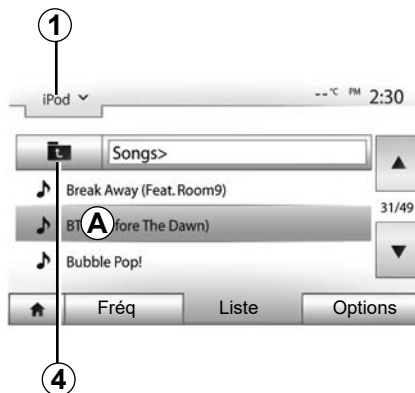 1
iPod --°C PM 2:30
Songs>
Break Away (Feat. Room9)
31/49
A fore The Dawn)
Bubble Pop!
Fréq Liste Options
4